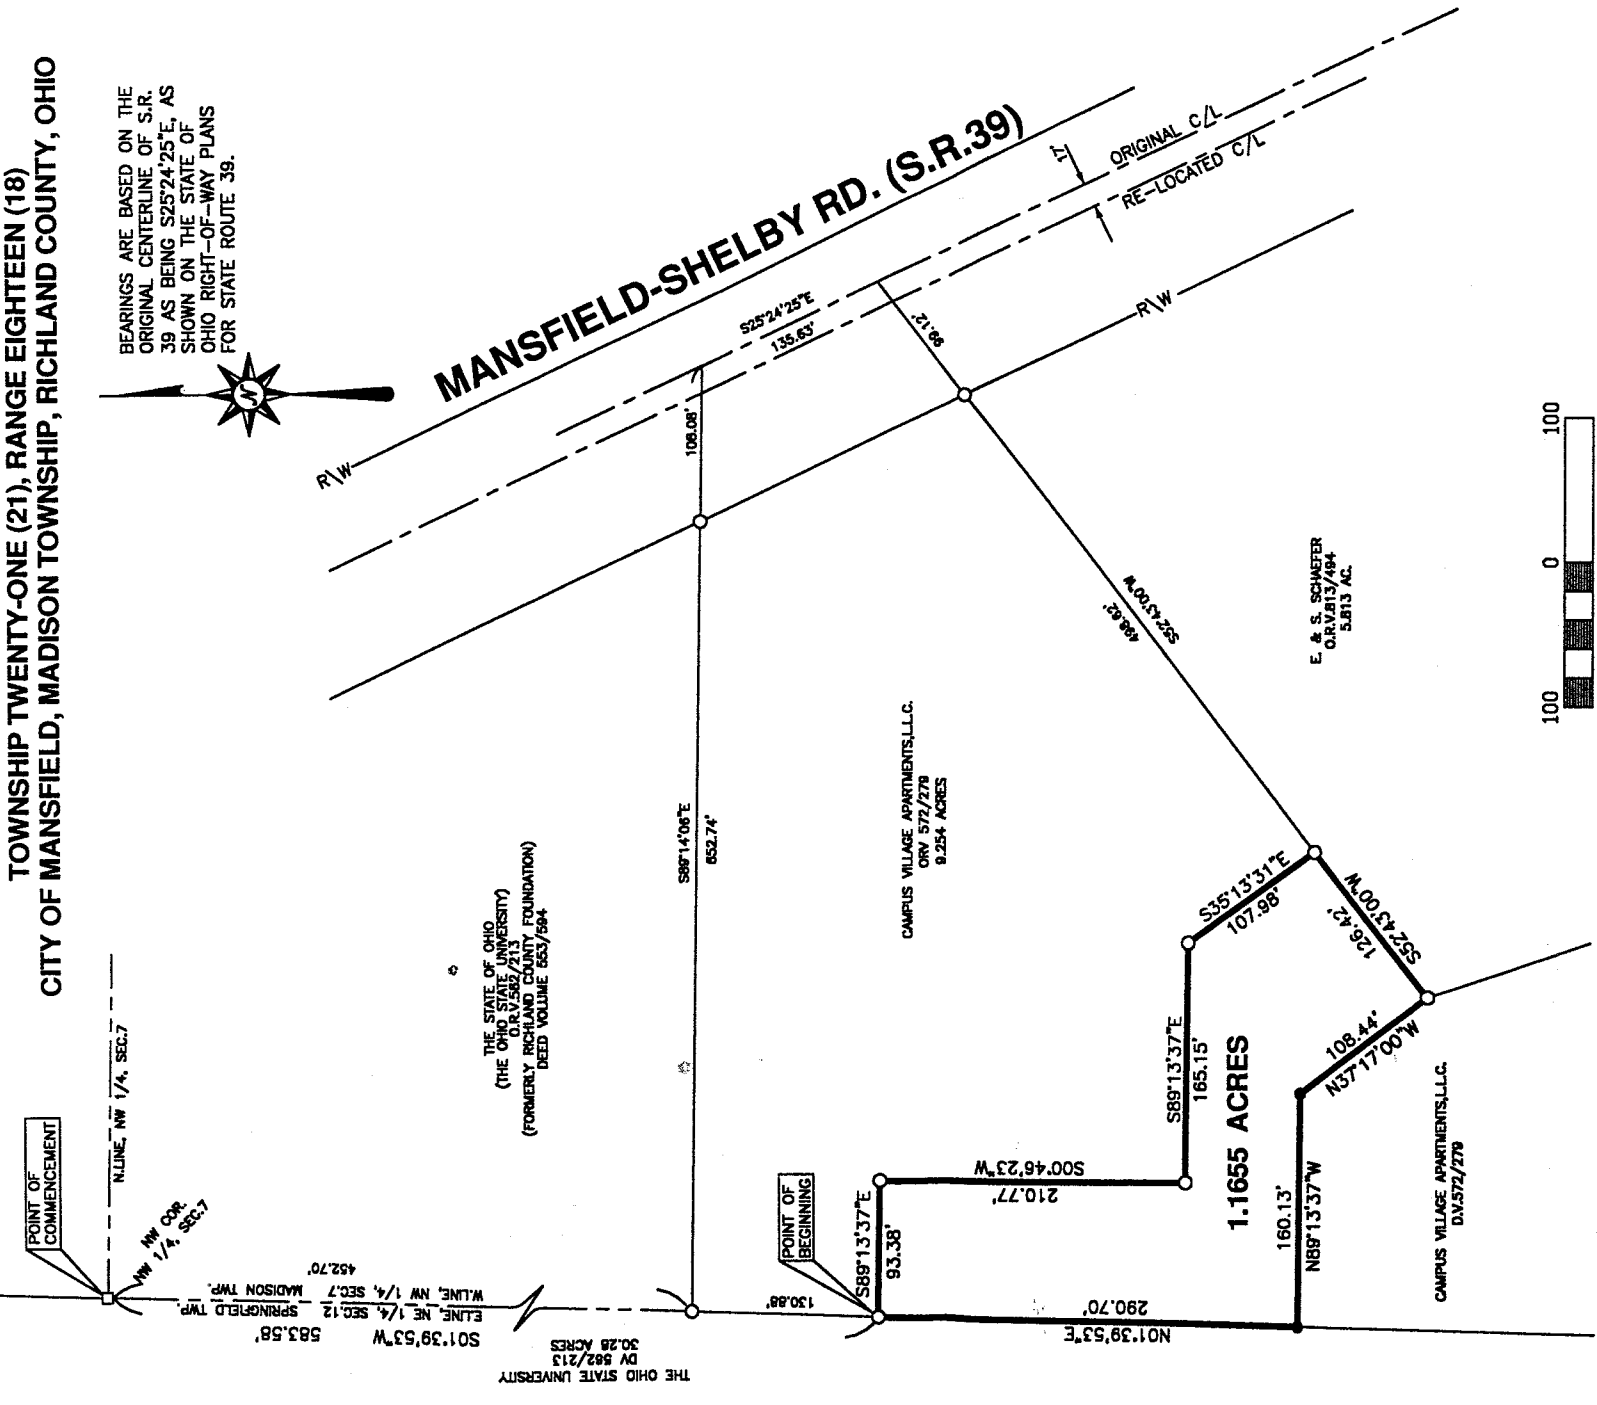 TOWNSHIP TWENTY-ONE (21), RANGE EIGHTEEN (18)
CITY OF MANSFIELD, MADISON TOWNSHIP, RICHLAND COUNTY, OHIO
BEARINGS ARE BASED ON THE
ORIGINAL CENTERLINE OF S.R.
39 AS BEING S25°24'25"E, AS
SHOWN ON THE STATE OF
OHIO RIGHT-OF-WAY PLANS
FOR STATE ROUTE 39.
N
MANSFIELD-SHELBY RD. (S.R.39)
R\W
ORIGINAL C/L
RE-LOCATED C/L
17'
R\W
S25°24'25"E
135.63'
99.12'
108.08'
S89°14'06"E
652.74'
498.62'
S52°43'00"W
E. & S. SCHAEFER
O.R.V.813/494
5.813 AC.
CAMPUS VILLAGE APARTMENTS,L.L.C.
ORV 572/279
9.254 ACRES
THE STATE OF OHIO
(THE OHIO STATE UNIVERSITY)
O.R.V.582/213
(FORMERLY RICHLAND COUNTY FOUNDATION)
DEED VOLUME 553/594
N.LINE, NW 1/4, SEC.7
POINT OF
COMMENCEMENT
NW COR.
NW 1/4, SEC.7
452.70'
W.LINE, NW 1/4, SEC.7 MADISON TWP.
E.LINE, NE 1/4, SEC.12 SPRINGFIELD TWP.
S01°39'53"W 583.58'
THE OHIO STATE UNIVERSITY
DV 582/213
30.28 ACRES
130.88'
POINT OF
BEGINNING
S89°13'37"E
93.38'
S00°46'23"W
210.77'
S89°13'37"E
165.15'
S35°13'31"E
107.98'
126.42'
S52°43'00"W
108.44'
N37°17'00"W
160.13'
N89°13'37"W
290.70'
N01°39'53"E
1.1655 ACRES
CAMPUS VILLAGE APARTMENTS,L.L.C.
D.V.572/279
100 0 100